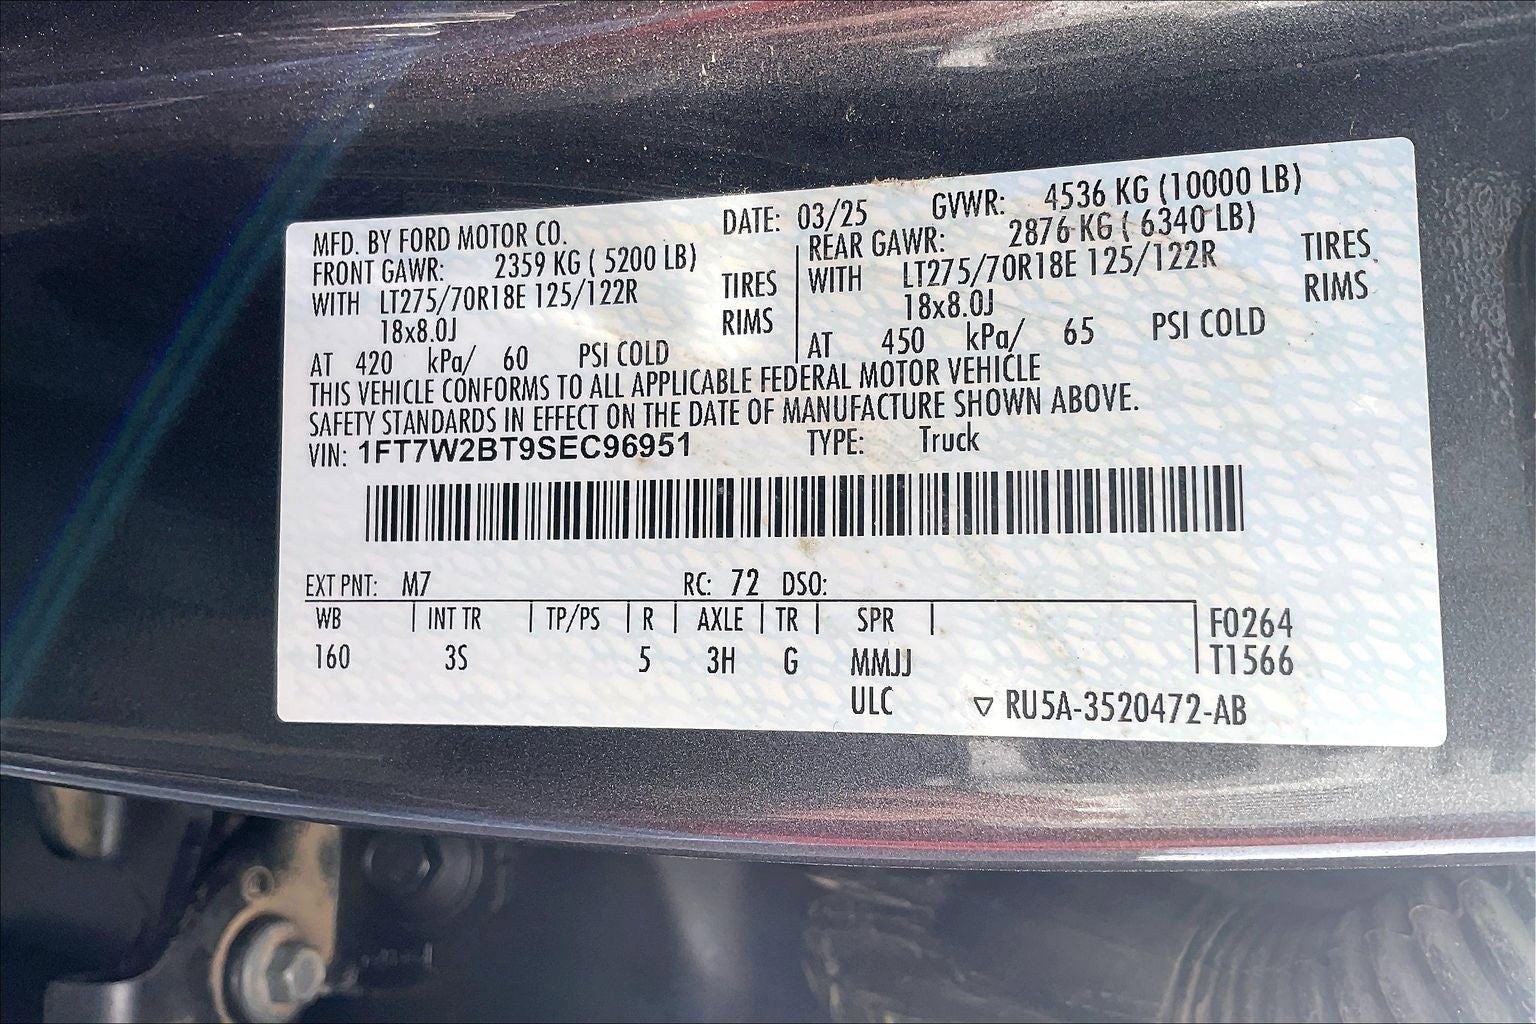 MFD. BY FORD MOTOR CO. DATE: 03/25 GVWR: 4536 KG (10000 LB)
FRONT GAWR: 2359 KG ( 5200 LB) REAR GAWR: 2876 KG ( 6340 LB)
WITH LT275/70R18E 125/122R TIRES WITH LT275/70R18E 125/122R TIRES
18x8.0J RIMS 18x8.0J RIMS
AT 420 kPa/ 60 PSI COLD AT 450 kPa/ 65 PSI COLD
THIS VEHICLE CONFORMS TO ALL APPLICABLE FEDERAL MOTOR VEHICLE
SAFETY STANDARDS IN EFFECT ON THE DATE OF MANUFACTURE SHOWN ABOVE.
VIN: 1FT7W2BT9SEC96951 TYPE: Truck
EXT PNT: M7 RC: 72 DSO:
WB INT TR TP/PS R AXLE TR SPR F0264
160 3S 5 3H G MMJJ T1566
ULC ▽ RU5A-3520472-AB